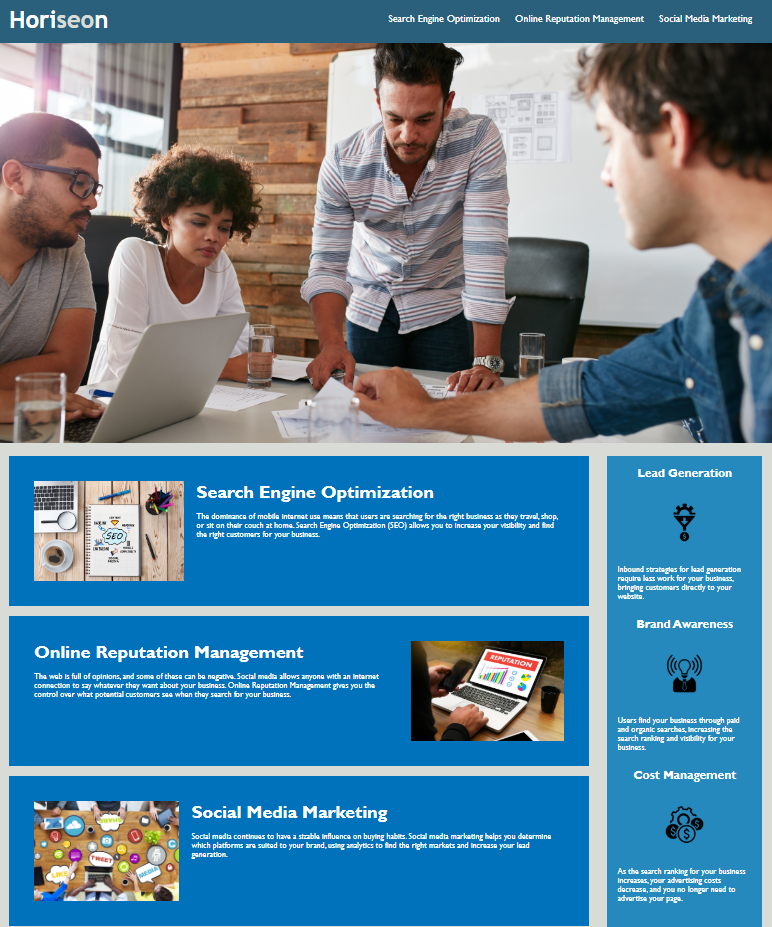 Horiseon
Search Engine Optimization Online Reputation Management Social Media Marketing
SEO
Search Engine Optimization
The dominance of mobile internet use means that users are searching for the right business as they travel, shop,
or sit on their couch at home. Search Engine Optimization (SEO) allows you to increase your visibility and find
the right customers for your business.
Online Reputation Management
The web is full of opinions, and some of these can be negative. Social media allows anyone with an internet
connection to say whatever they want about your business. Online Reputation Management gives you the
control over what potential customers see when they search for your business.
REPUTATION
SHARE
TWEET
LIKE
MEDIA
Social Media Marketing
Social media continues to have a sizable influence on buying habits. Social media marketing helps you determine
which platforms are suited to your brand, using analytics to find the right markets and increase your lead
generation.
Lead Generation
Inbound strategies for lead generation
require less work for your business,
bringing customers directly to your
website.
Brand Awareness
Users find your business through paid
and organic searches, increasing the
search ranking and visibility for your
business.
Cost Management
As the search ranking for your business
increases, your advertising costs
decrease, and you no longer need to
advertise your page.